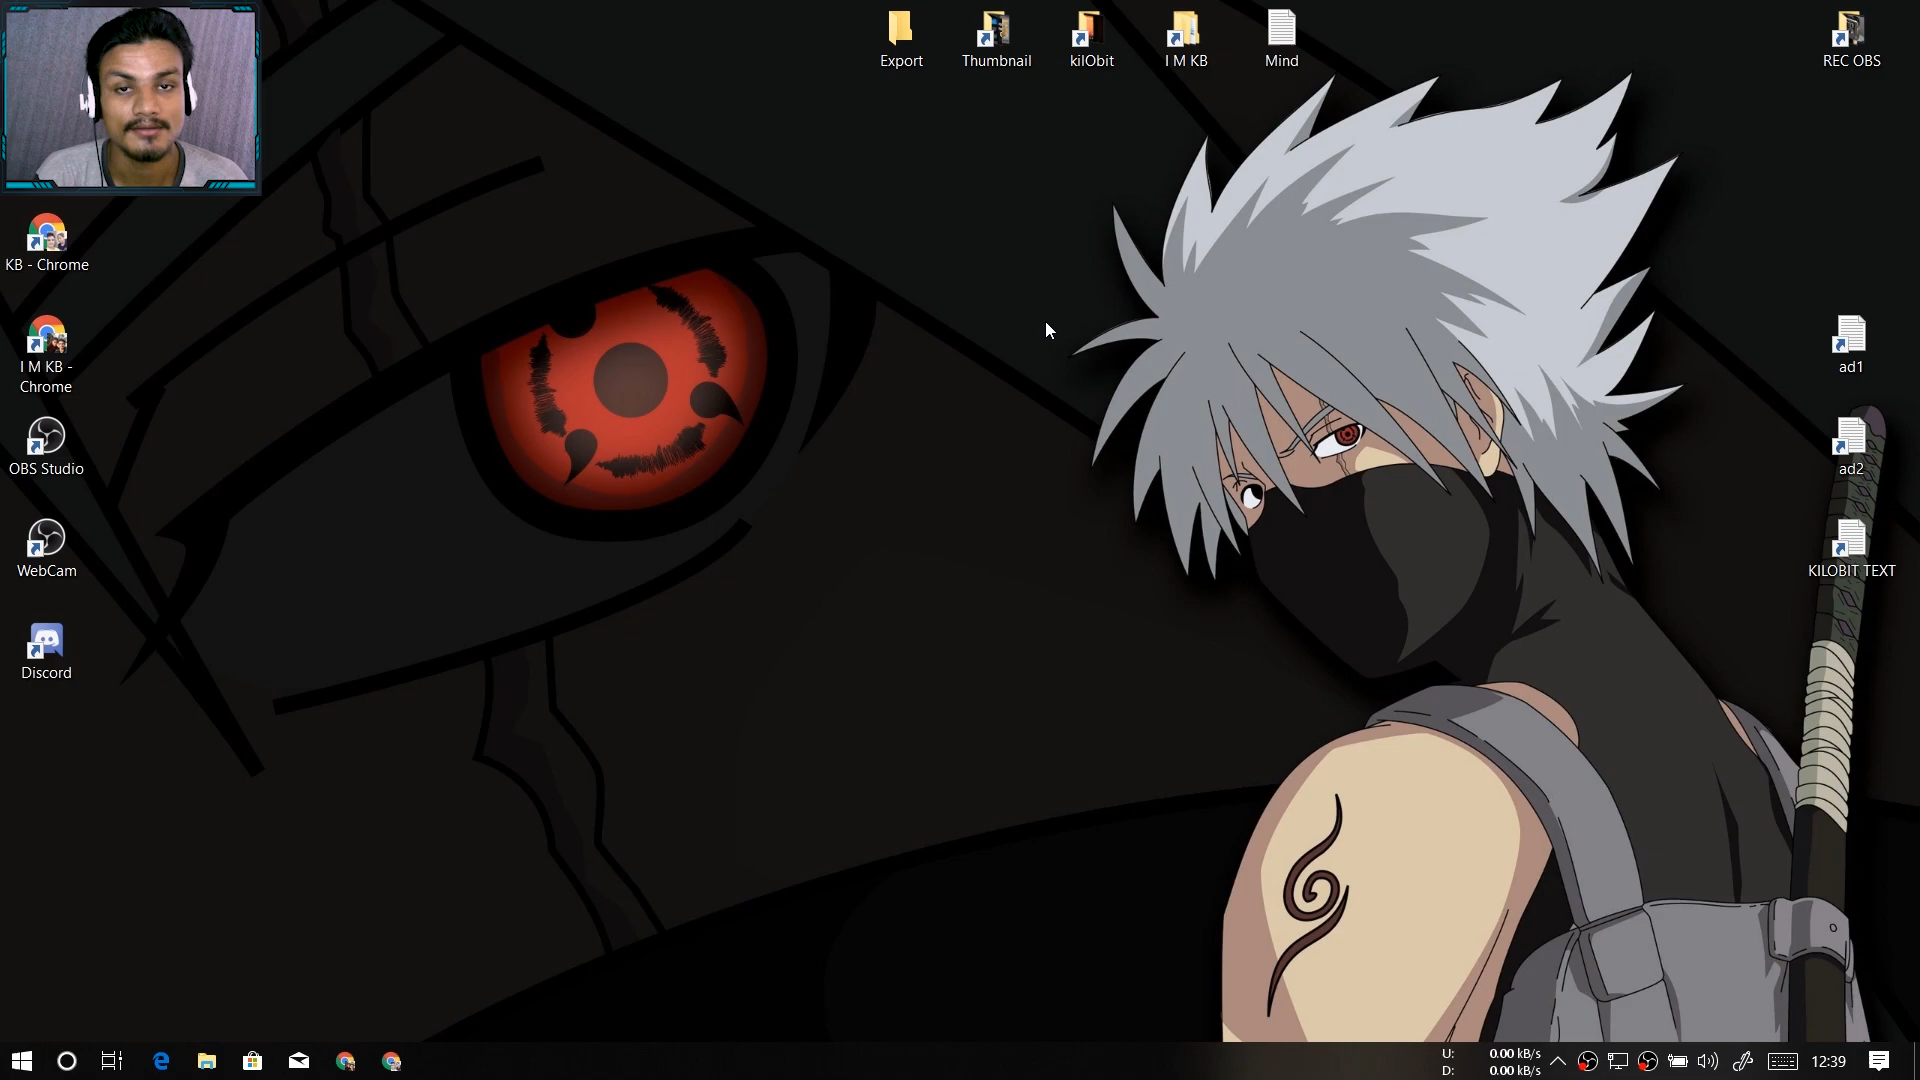 Export
Thumbnail
kilObit
I M KB
Mind
REC OBS
KB - Chrome
I M KB -
Chrome
OBS Studio
WebCam
Discord
ad1
ad2
KILOBIT TEXT
U: 0.00 kB/s
D: 0.00 kB/s
12:39